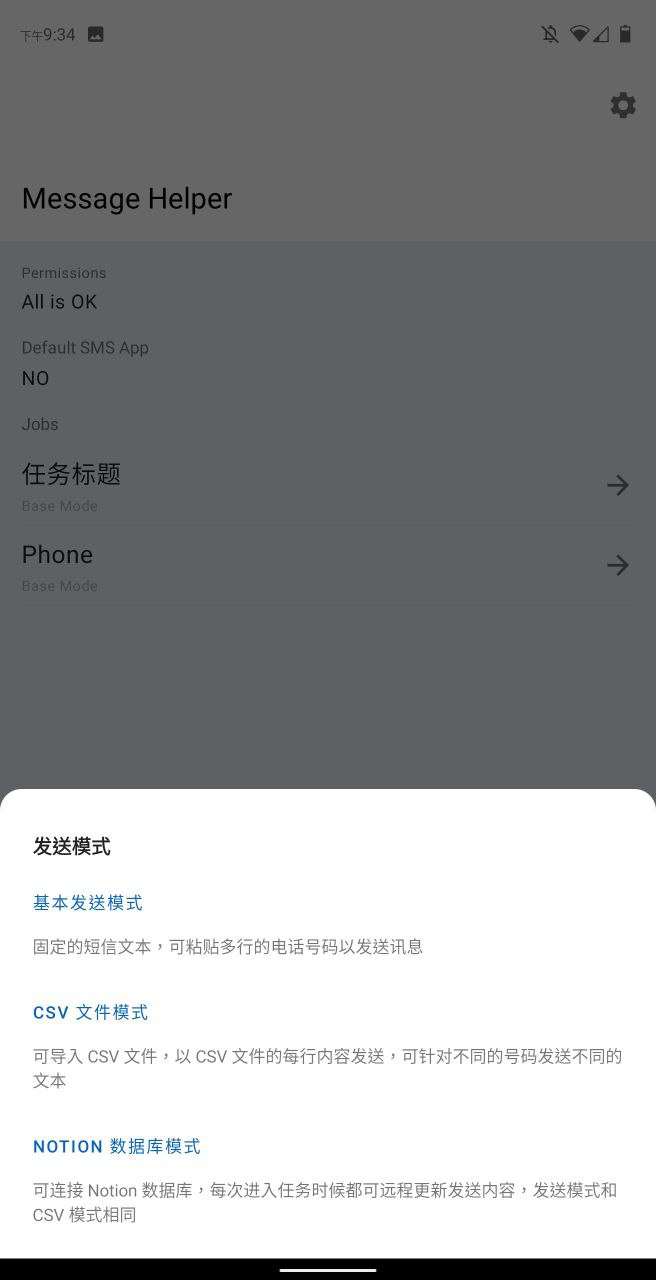 下午9:34
Message Helper
Permissions
All is OK
Default SMS App
NO
Jobs
任务标题
Base Mode
Phone
Base Mode
发送模式
基本发送模式
固定的短信文本，可粘贴多行的电话号码以发送讯息
CSV 文件模式
可导入 CSV 文件，以 CSV 文件的每行内容发送，可针对不同的号码发送不同的
文本
NOTION 数据库模式
可连接 Notion 数据库，每次进入任务时候都可远程更新发送内容，发送模式和
CSV 模式相同